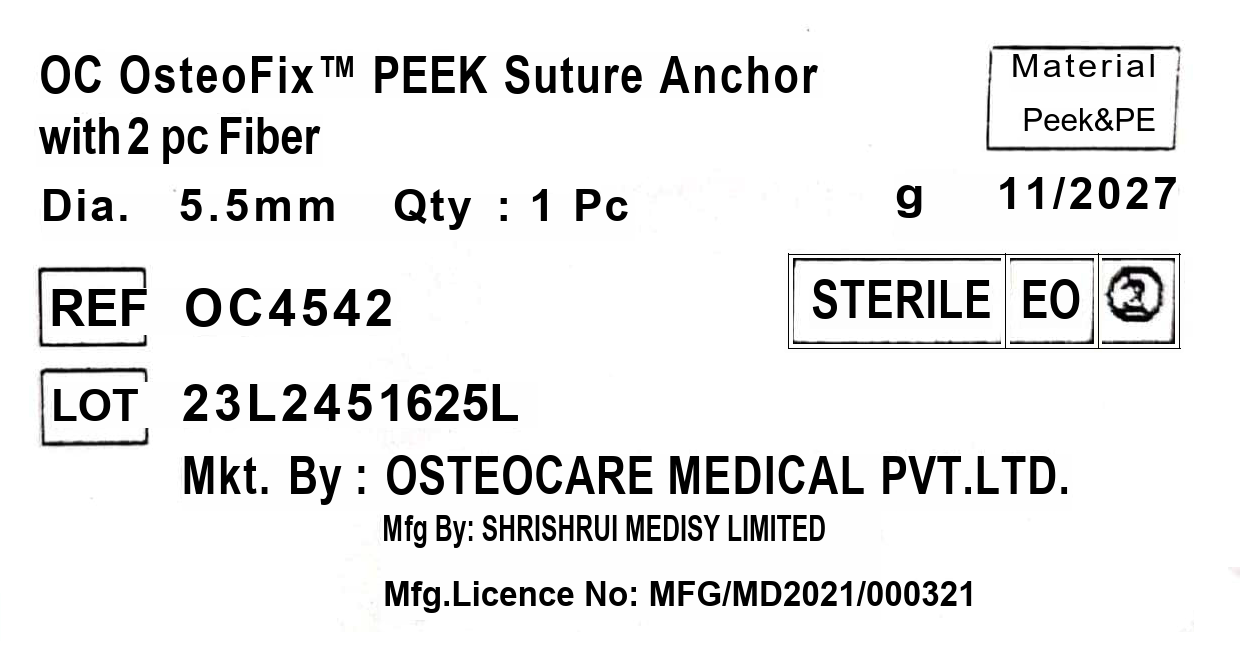 OC OsteoFix™ PEEK Suture Anchor
with 2 pc Fiber
Material
Peek&PE
Dia. 5.5mm Qty : 1 Pc
g 11/2027
REF OC4542
STERILE EO 2
LOT 23L2451625L
Mkt. By : OSTEOCARE MEDICAL PVT.LTD.
Mfg By: SHRISHRUI MEDISY LIMITED
Mfg.Licence No: MFG/MD2021/000321